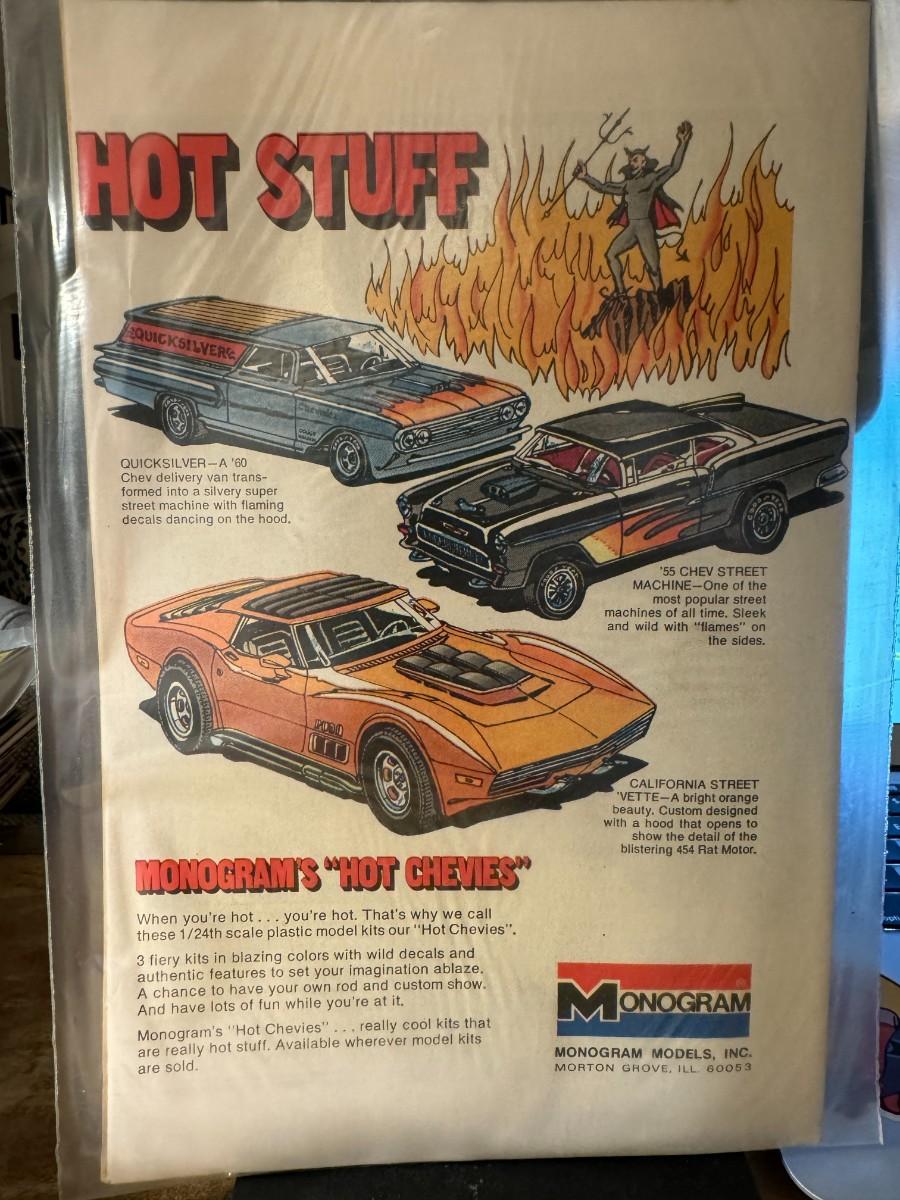 HOT STUFF
QUICKSILVER
Chevrolet
QUICKSILVER—A '60
Chev delivery van trans-
formed into a silvery super
street machine with flaming
decals dancing on the hood.
'55 CHEV STREET
MACHINE—One of the
most popular street
machines of all time. Sleek
and wild with "flames" on
the sides.
CALIFORNIA STREET
'VETTE—A bright orange
beauty. Custom designed
with a hood that opens to
show the detail of the
blistering 454 Rat Motor.
MONOGRAM'S "HOT CHEVIES"
When you're hot . . . you're hot. That's why we call
these 1/24th scale plastic model kits our "Hot Chevies".
3 fiery kits in blazing colors with wild decals and
authentic features to set your imagination ablaze.
A chance to have your own rod and custom show.
And have lots of fun while you're at it.
Monogram's "Hot Chevies" . . . really cool kits that
are really hot stuff. Available wherever model kits
are sold.
MONOGRAM
®
MONOGRAM MODELS, INC.
MORTON GROVE, ILL. 60053